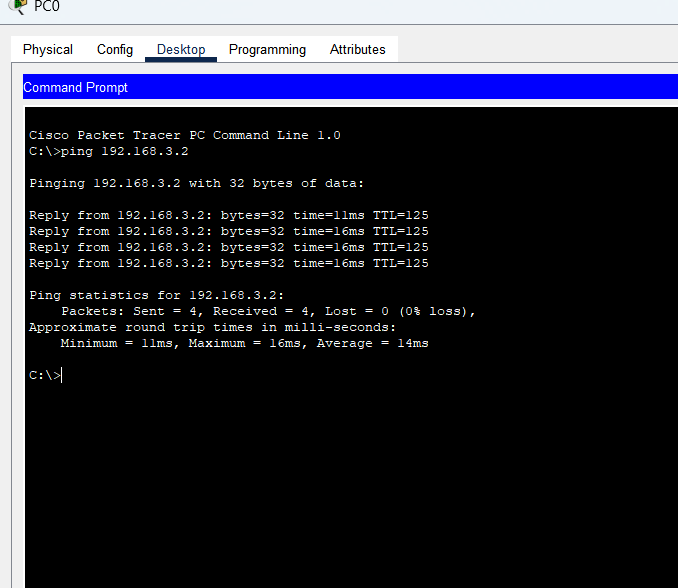 PC0
Physical Config Desktop Programming Attributes
Command Prompt
Cisco Packet Tracer PC Command Line 1.0
C:\>ping 192.168.3.2
Pinging 192.168.3.2 with 32 bytes of data:
Reply from 192.168.3.2: bytes=32 time=11ms TTL=125
Reply from 192.168.3.2: bytes=32 time=16ms TTL=125
Reply from 192.168.3.2: bytes=32 time=16ms TTL=125
Reply from 192.168.3.2: bytes=32 time=16ms TTL=125
Ping statistics for 192.168.3.2:
Packets: Sent = 4, Received = 4, Lost = 0 (0% loss),
Approximate round trip times in milli-seconds:
Minimum = 11ms, Maximum = 16ms, Average = 14ms
C:\>